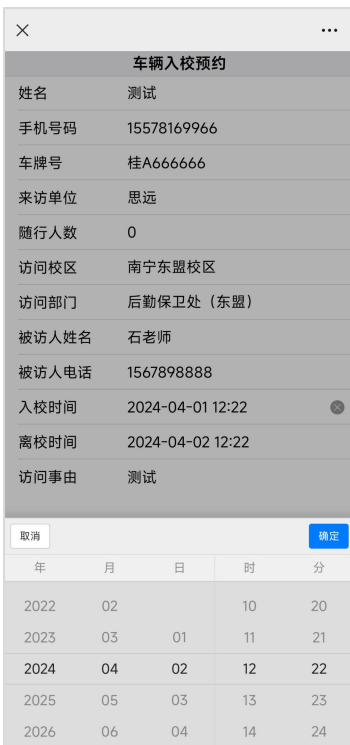 车辆入校预约
姓名 测试
手机号码 15578169966
车牌号 桂A666666
来访单位 思远
随行人数 0
访问校区 南宁东盟校区
访问部门 后勤保卫处（东盟）
被访人姓名 石老师
被访人电话 1567898888
入校时间 2024-04-01 12:22
离校时间 2024-04-02 12:22
访问事由 测试
取消 确定
年 月 日 时 分
2022 02 10 20
2023 03 01 11 21
2024 04 02 12 22
2025 05 03 13 23
2026 06 04 14 24